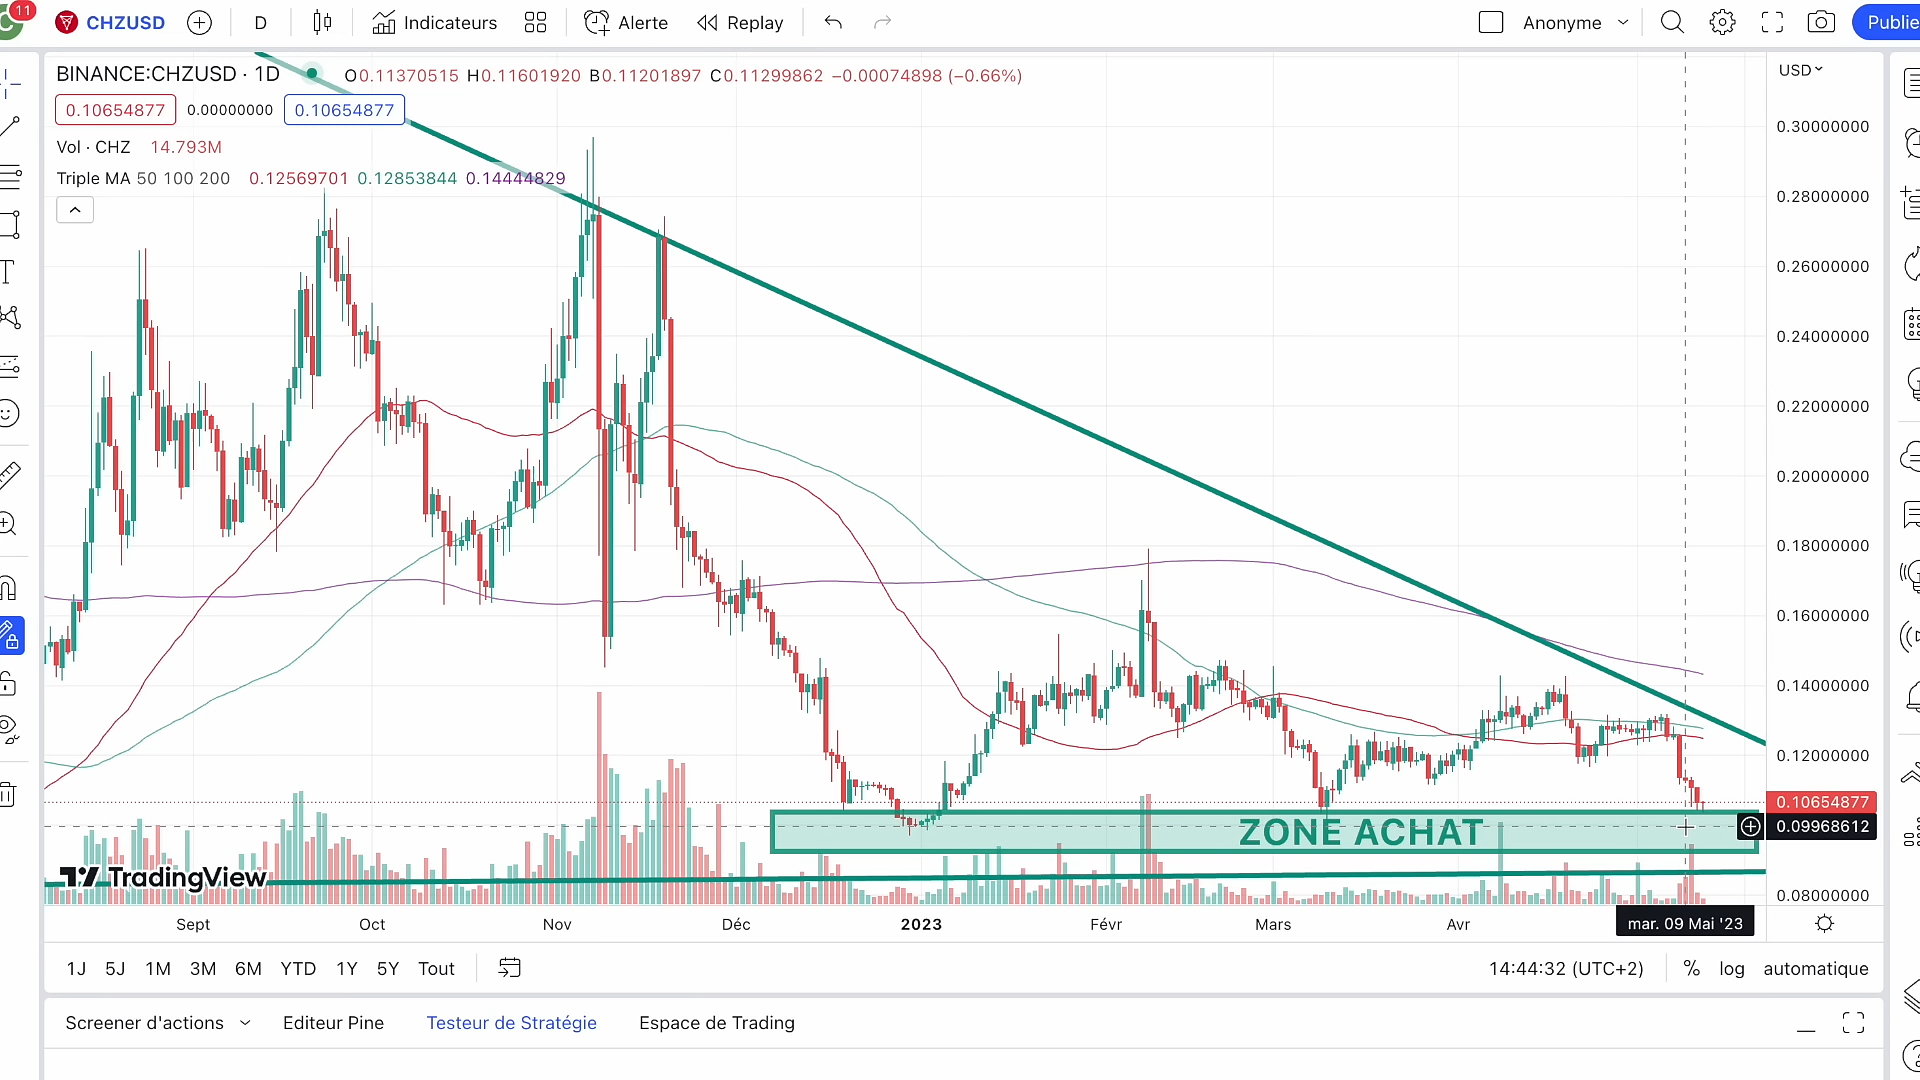 11
CHZUSD
D
Indicateurs
Alerte
Replay
Anonyme
Publie
BINANCE:CHZUSD · 1D
O0.11370515 H0.11601920 B0.11201897 C0.11299862 −0.00074898 (−0.66%)
0.10654877 0.00000000 0.10654877
Vol · CHZ 14.793M
Triple MA 50 100 200 0.12569701 0.12853844 0.14444829
USD
0.30000000
0.28000000
0.26000000
0.24000000
0.22000000
0.20000000
0.18000000
0.16000000
0.14000000
0.12000000
0.10654877
0.09968612
0.08000000
ZONE ACHAT
TradingView
Sept Oct Nov Déc 2023 Févr Mars Avr mar. 09 Mai '23
1J 5J 1M 3M 6M YTD 1Y 5Y Tout
14:44:32 (UTC+2) % log automatique
Screener d'actions Editeur Pine Testeur de Stratégie Espace de Trading